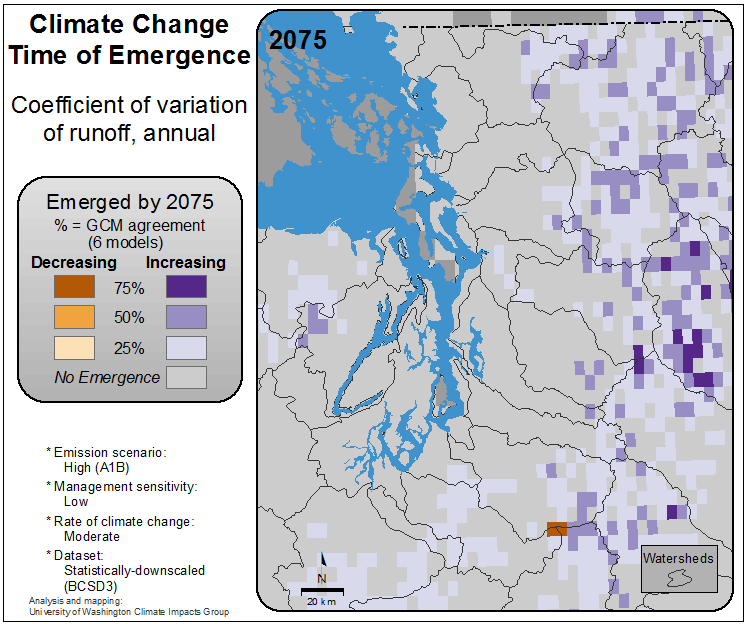 Climate Change
Time of Emergence
Coefficient of variation
of runoff, annual
Emerged by 2075
% = GCM agreement
(6 models)
Decreasing Increasing
75%
50%
25%
No Emergence
* Emission scenario:
High (A1B)
* Management sensitivity:
Low
* Rate of climate change:
Moderate
* Dataset:
Statistically-downscaled
(BCSD3)
Analysis and mapping:
University of Washington Climate Impacts Group
2075
N
20 km
Watersheds